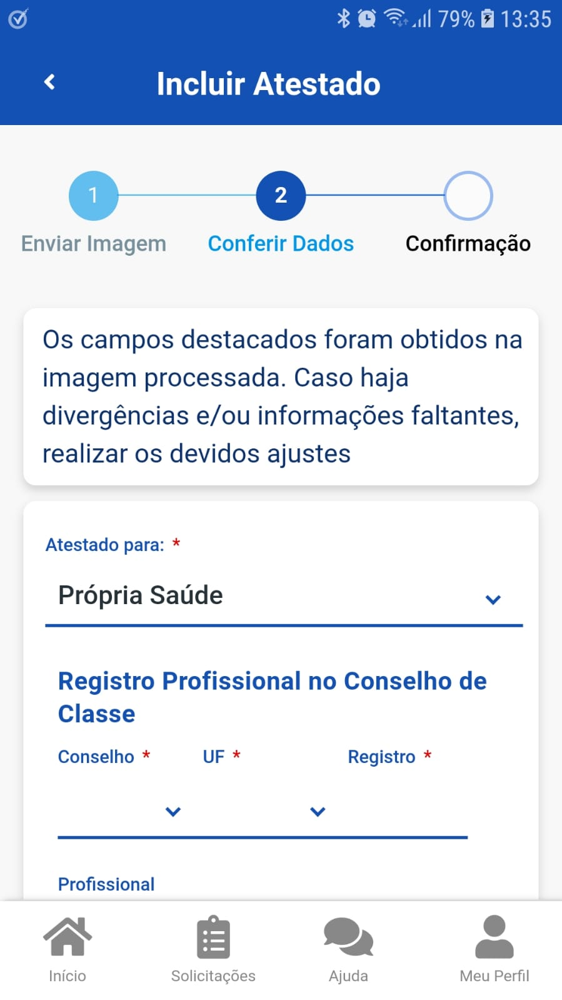 79% 13:35
Incluir Atestado
1
2
Enviar Imagem
Conferir Dados
Confirmação
Os campos destacados foram obtidos na
imagem processada. Caso haja
divergências e/ou informações faltantes,
realizar os devidos ajustes
Atestado para: *
Própria Saúde
Registro Profissional no Conselho de
Classe
Conselho * UF * Registro *
Profissional
Início Solicitações Ajuda Meu Perfil